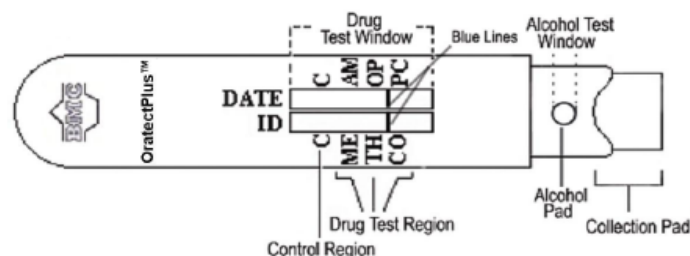 Drug
Test Window
Alcohol Test
Window
Blue Lines
C AM OP PC
DATE
ID
C ME TH CO
BMC
OratectPlus™
Alcohol
Pad
Collection Pad
Drug Test Region
Control Region